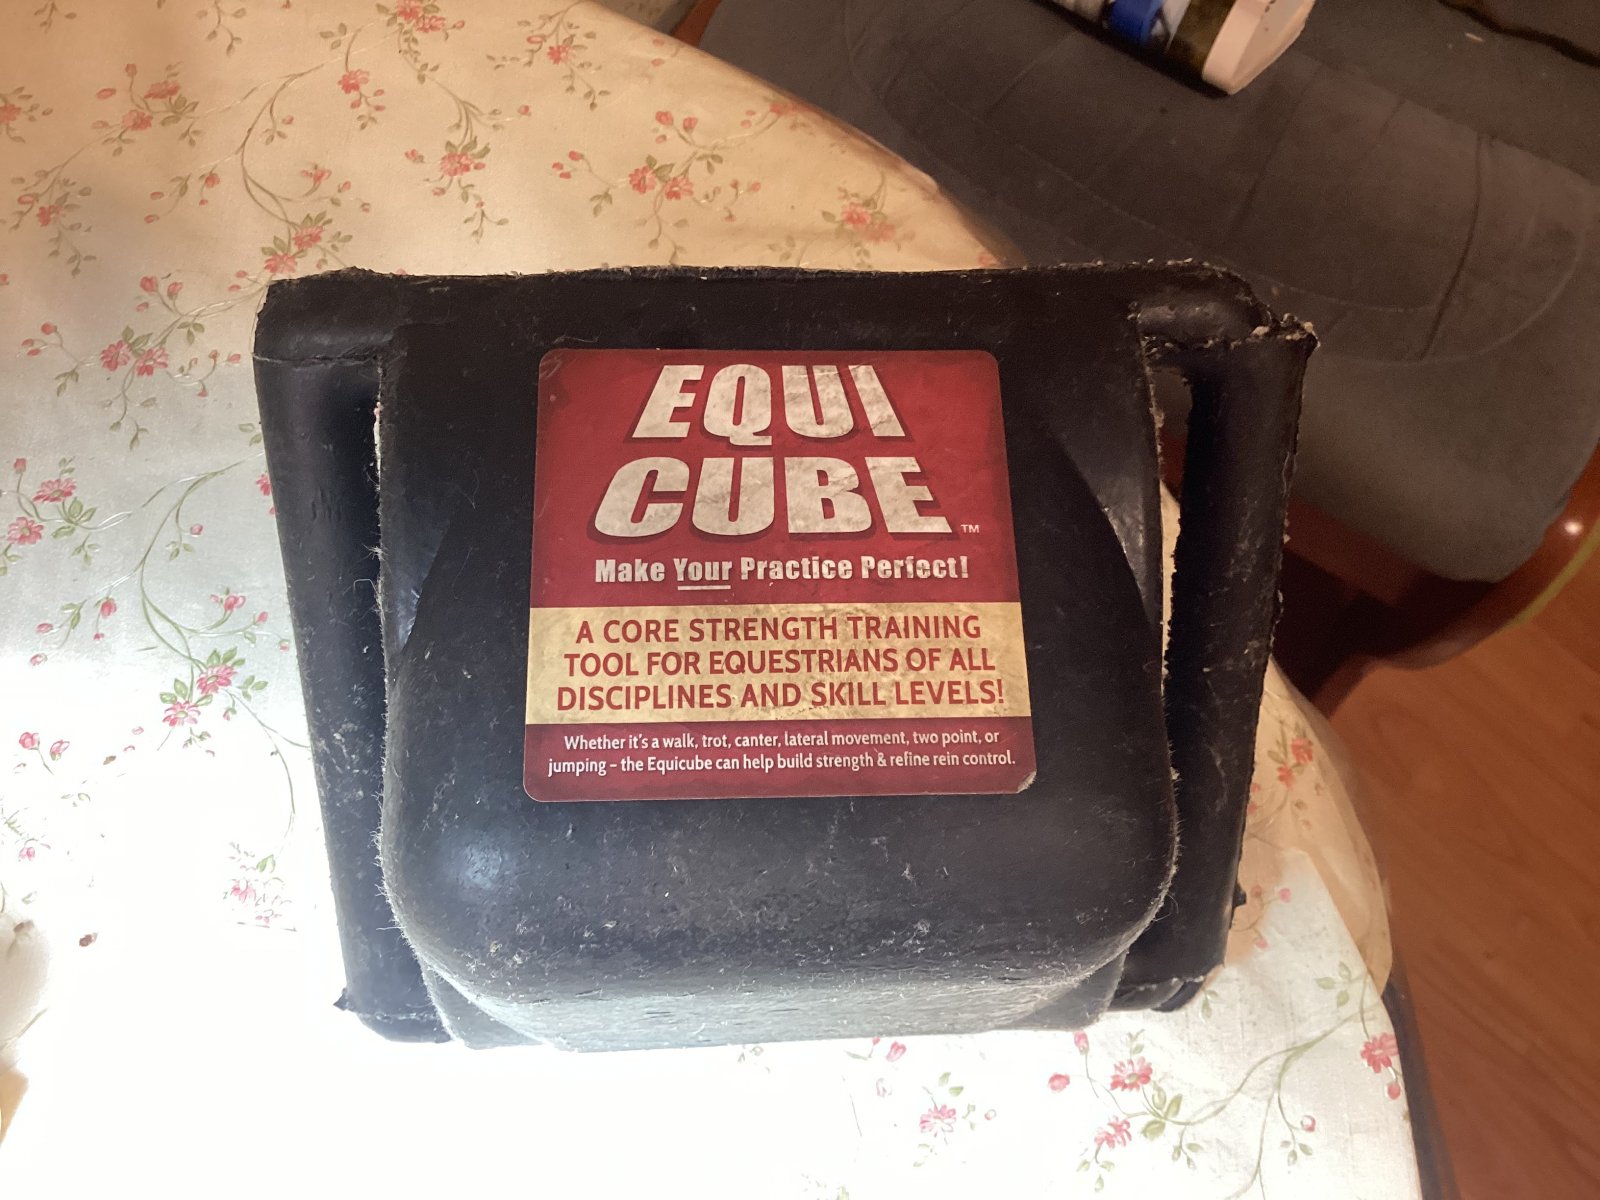 EQUI
CUBE™
Make Your Practice Perfect!
A CORE STRENGTH TRAINING
TOOL FOR EQUESTRIANS OF ALL
DISCIPLINES AND SKILL LEVELS!
Whether it's a walk, trot, canter, lateral movement, two point, or
jumping – the Equicube can help build strength & refine rein control.